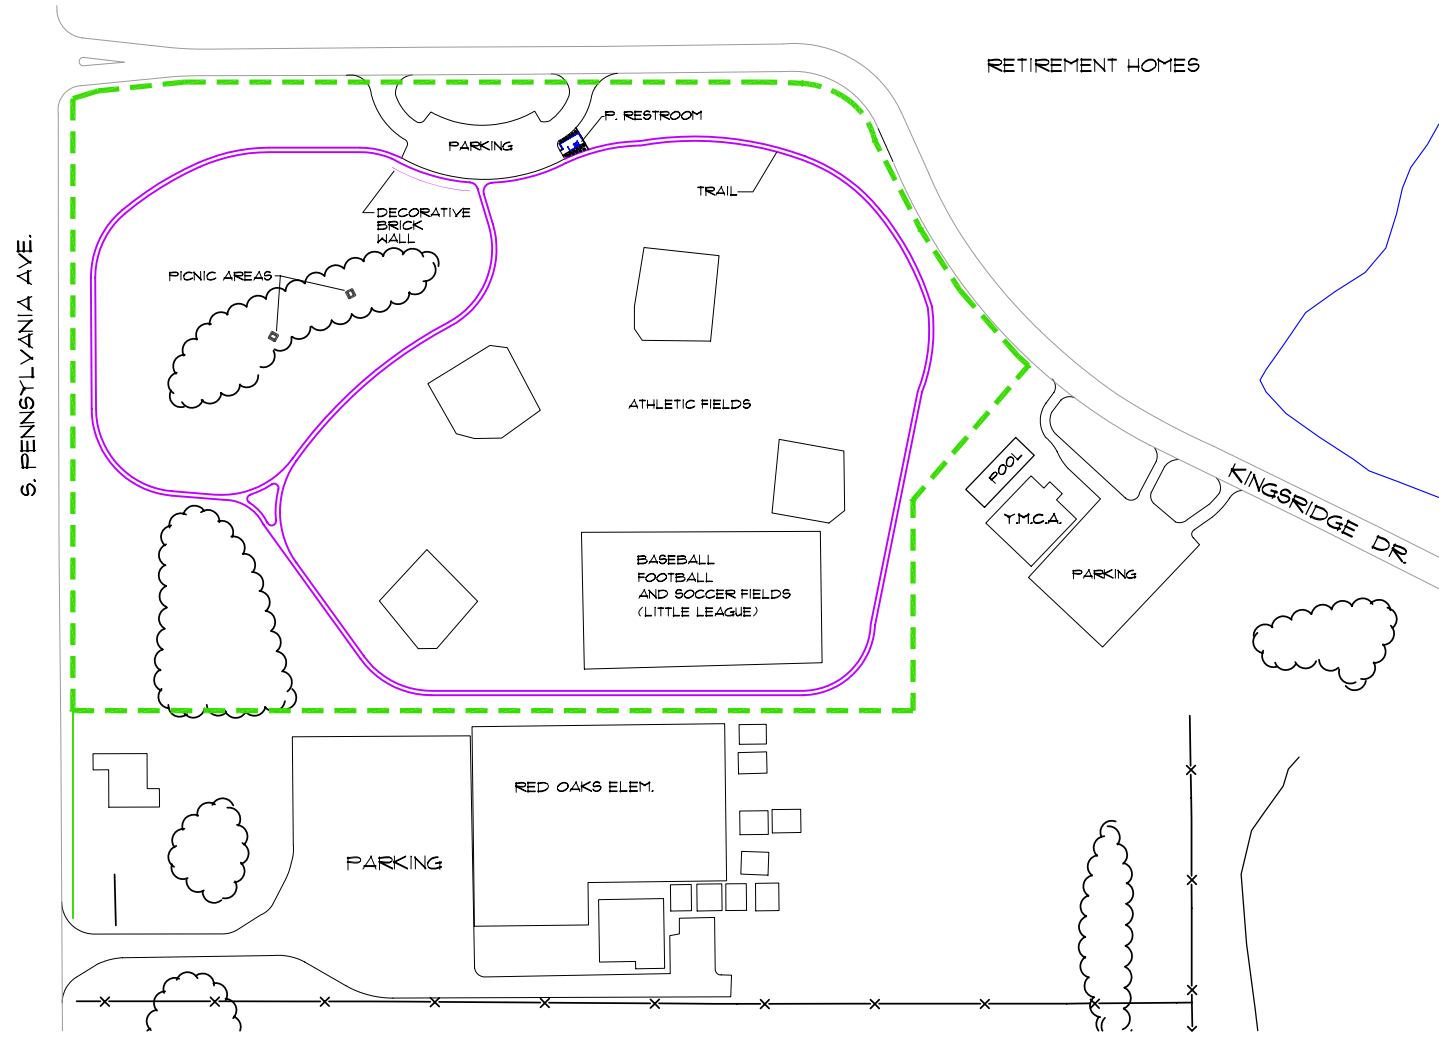 RETIREMENT HOMES
P. RESTROOM
PARKING
TRAIL
DECORATIVE
BRICK
WALL
S. PENNSYLVANIA AVE.
PICNIC AREAS
ATHLETIC FIELDS
POOL
KINGSRIDGE DR.
Y.M.C.A.
BASEBALL
FOOTBALL
AND SOCCER FIELDS
(LITTLE LEAGUE)
PARKING
RED OAKS ELEM.
PARKING